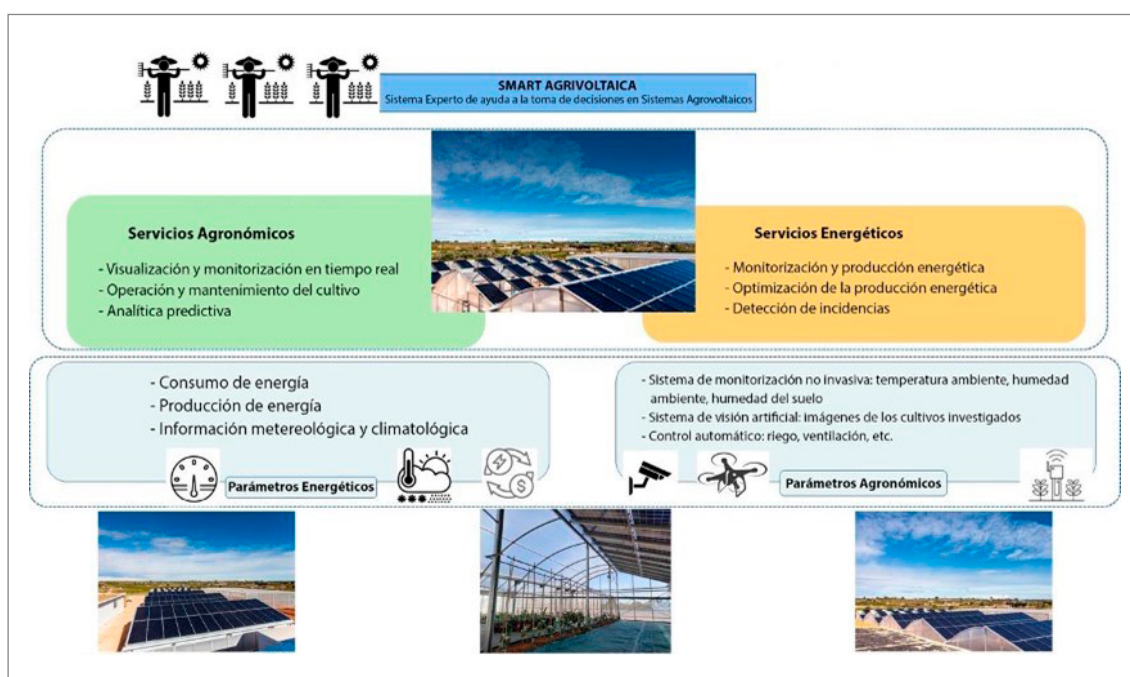 SMART AGRIVOLTAICA
Sistema Experto de ayuda a la toma de decisiones en Sistemas Agrovoltaicos
Servicios Agronómicos
- Visualización y monitorización en tiempo real
- Operación y mantenimiento del cultivo
- Analítica predictiva
Servicios Energéticos
- Monitorización y producción energética
- Optimización de la producción energética
- Detección de incidencias
- Consumo de energía
- Producción de energía
- Información metereológica y climatológica
Parámetros Energéticos
- Sistema de monitorización no invasiva: temperatura ambiente, humedad
ambiente, humedad del suelo
- Sistema de visión artificial: imágenes de los cultivos investigados
- Control automático: riego, ventilación, etc.
Parámetros Agronómicos